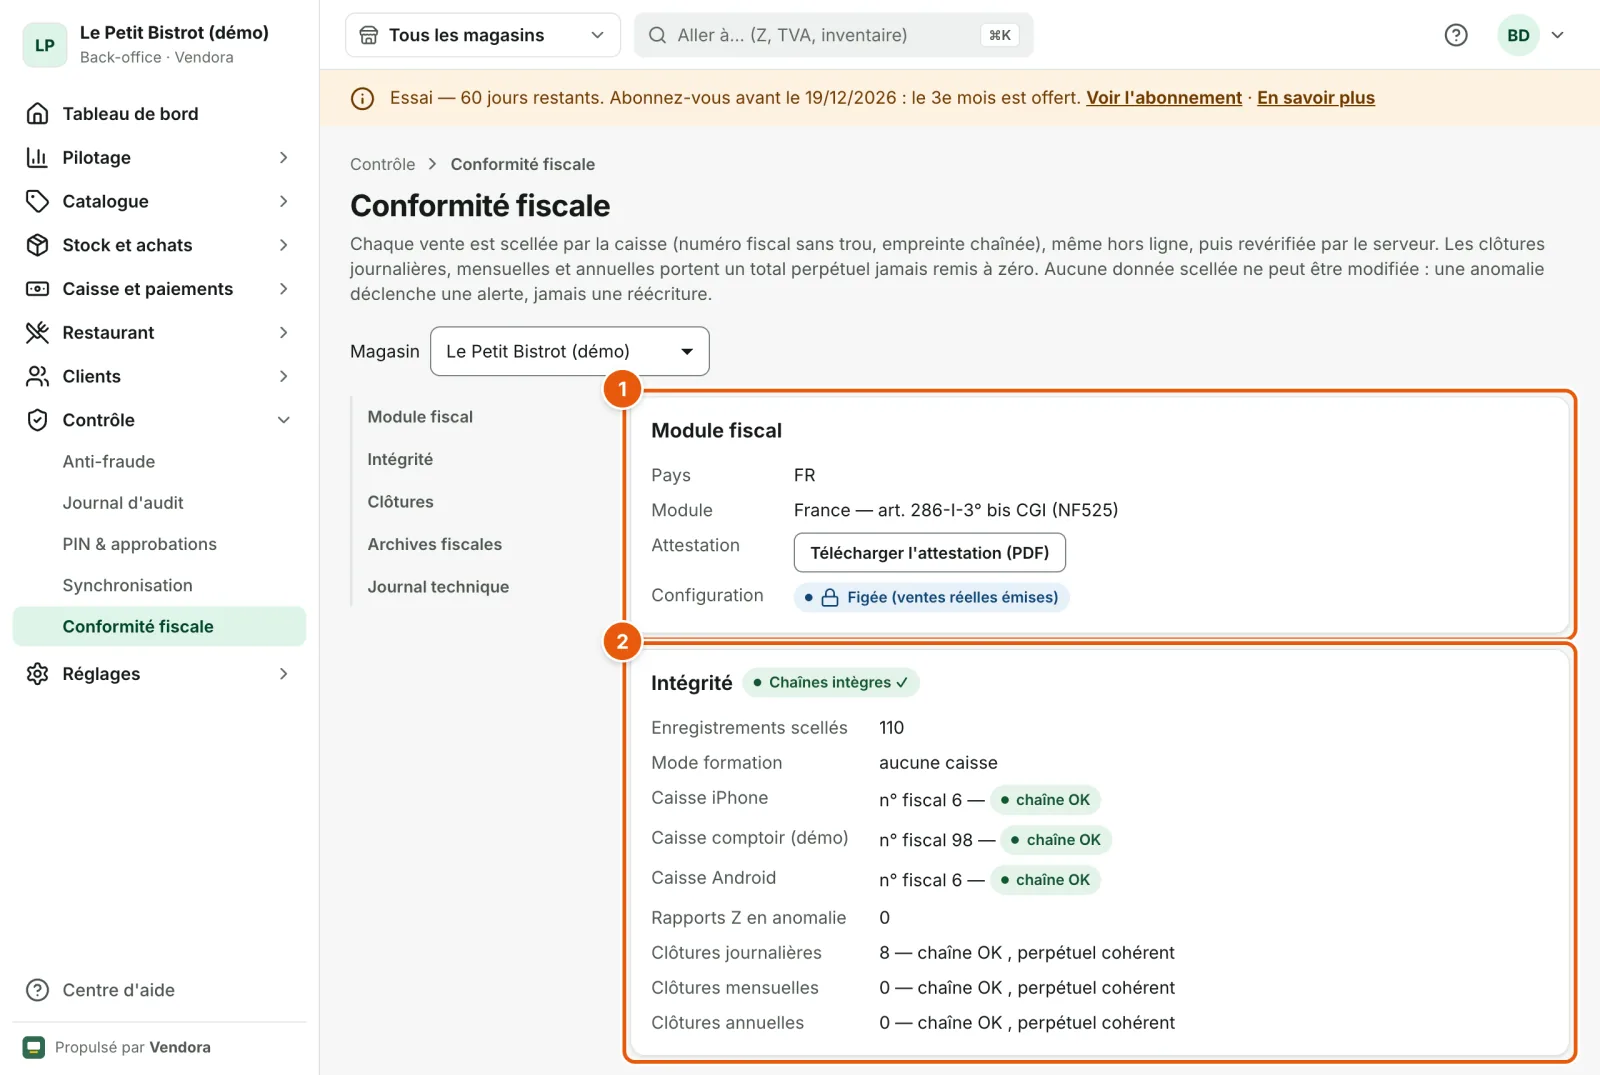 LP
Le Petit Bistrot (démo)
Back-office · Vendora
Tableau de bord
Pilotage
Catalogue
Stock et achats
Caisse et paiements
Restaurant
Clients
Contrôle
Anti-fraude
Journal d'audit
PIN & approbations
Synchronisation
Conformité fiscale
Réglages
Centre d'aide
Propulsé par Vendora
Tous les magasins
Aller à... (Z, TVA, inventaire)
⌘K
BD
Essai — 60 jours restants. Abonnez-vous avant le 19/12/2026 : le 3e mois est offert. Voir l'abonnement · En savoir plus
Contrôle > Conformité fiscale
Conformité fiscale
Chaque vente est scellée par la caisse (numéro fiscal sans trou, empreinte chaînée), même hors ligne, puis revérifiée par le serveur. Les clôtures
journalières, mensuelles et annuelles portent un total perpétuel jamais remis à zéro. Aucune donnée scellée ne peut être modifiée : une anomalie
déclenche une alerte, jamais une réécriture.
Magasin
Le Petit Bistrot (démo)
Module fiscal
Intégrité
Clôtures
Archives fiscales
Journal technique
1
Module fiscal
Pays FR
Module France — art. 286-I-3° bis CGI (NF525)
Attestation Télécharger l'attestation (PDF)
Configuration Figée (ventes réelles émises)
2
Intégrité Chaînes intègres ✓
Enregistrements scellés 110
Mode formation aucune caisse
Caisse iPhone n° fiscal 6 — chaîne OK
Caisse comptoir (démo) n° fiscal 98 — chaîne OK
Caisse Android n° fiscal 6 — chaîne OK
Rapports Z en anomalie 0
Clôtures journalières 8 — chaîne OK , perpétuel cohérent
Clôtures mensuelles 0 — chaîne OK , perpétuel cohérent
Clôtures annuelles 0 — chaîne OK , perpétuel cohérent